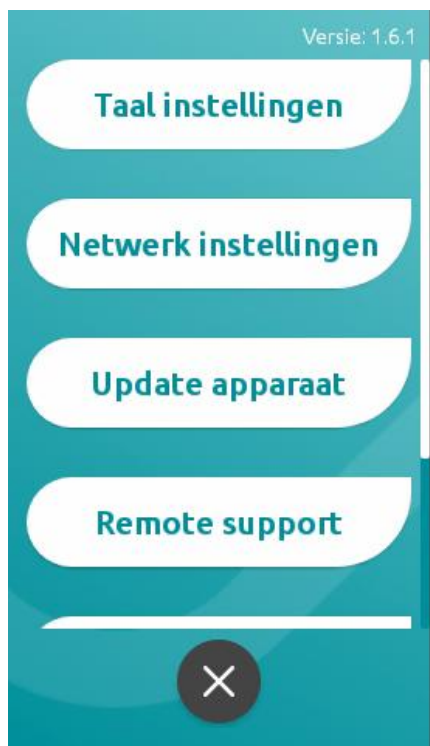 Versie: 1.6.1
Taal instellingen
Netwerk instellingen
Update apparaat
Remote support